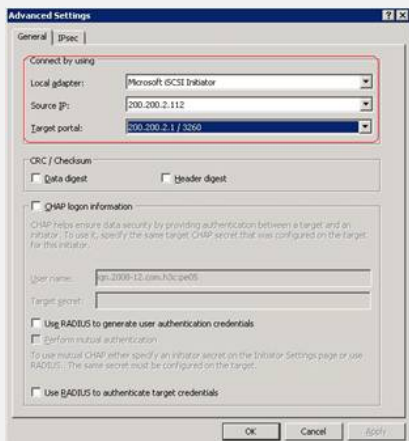 Advanced Settings
General
IPsec
Connect by using
Local adapter:
Microsoft iSCSI Initiator
Source IP:
200.200.2.112
Target portal:
200.200.2.1 / 3260
CRC / Checksum
Data digest
Header digest
CHAP logon information
CHAP helps ensure data security by providing authentication between a target and an
initiator. To use it, specify the same target CHAP secret that was configured on the target
for this initiator.
User name:
iqn.2008-12.com.h3c:pe05
Target secret:
Use RADIUS to generate user authentication credentials
Perform mutual authentication
To use mutual CHAP either specify an initiator secret on the Initiator Settings page or use
RADIUS. The same secret must be configured on the target.
Use RADIUS to authenticate target credentials
OK
Cancel
Apply